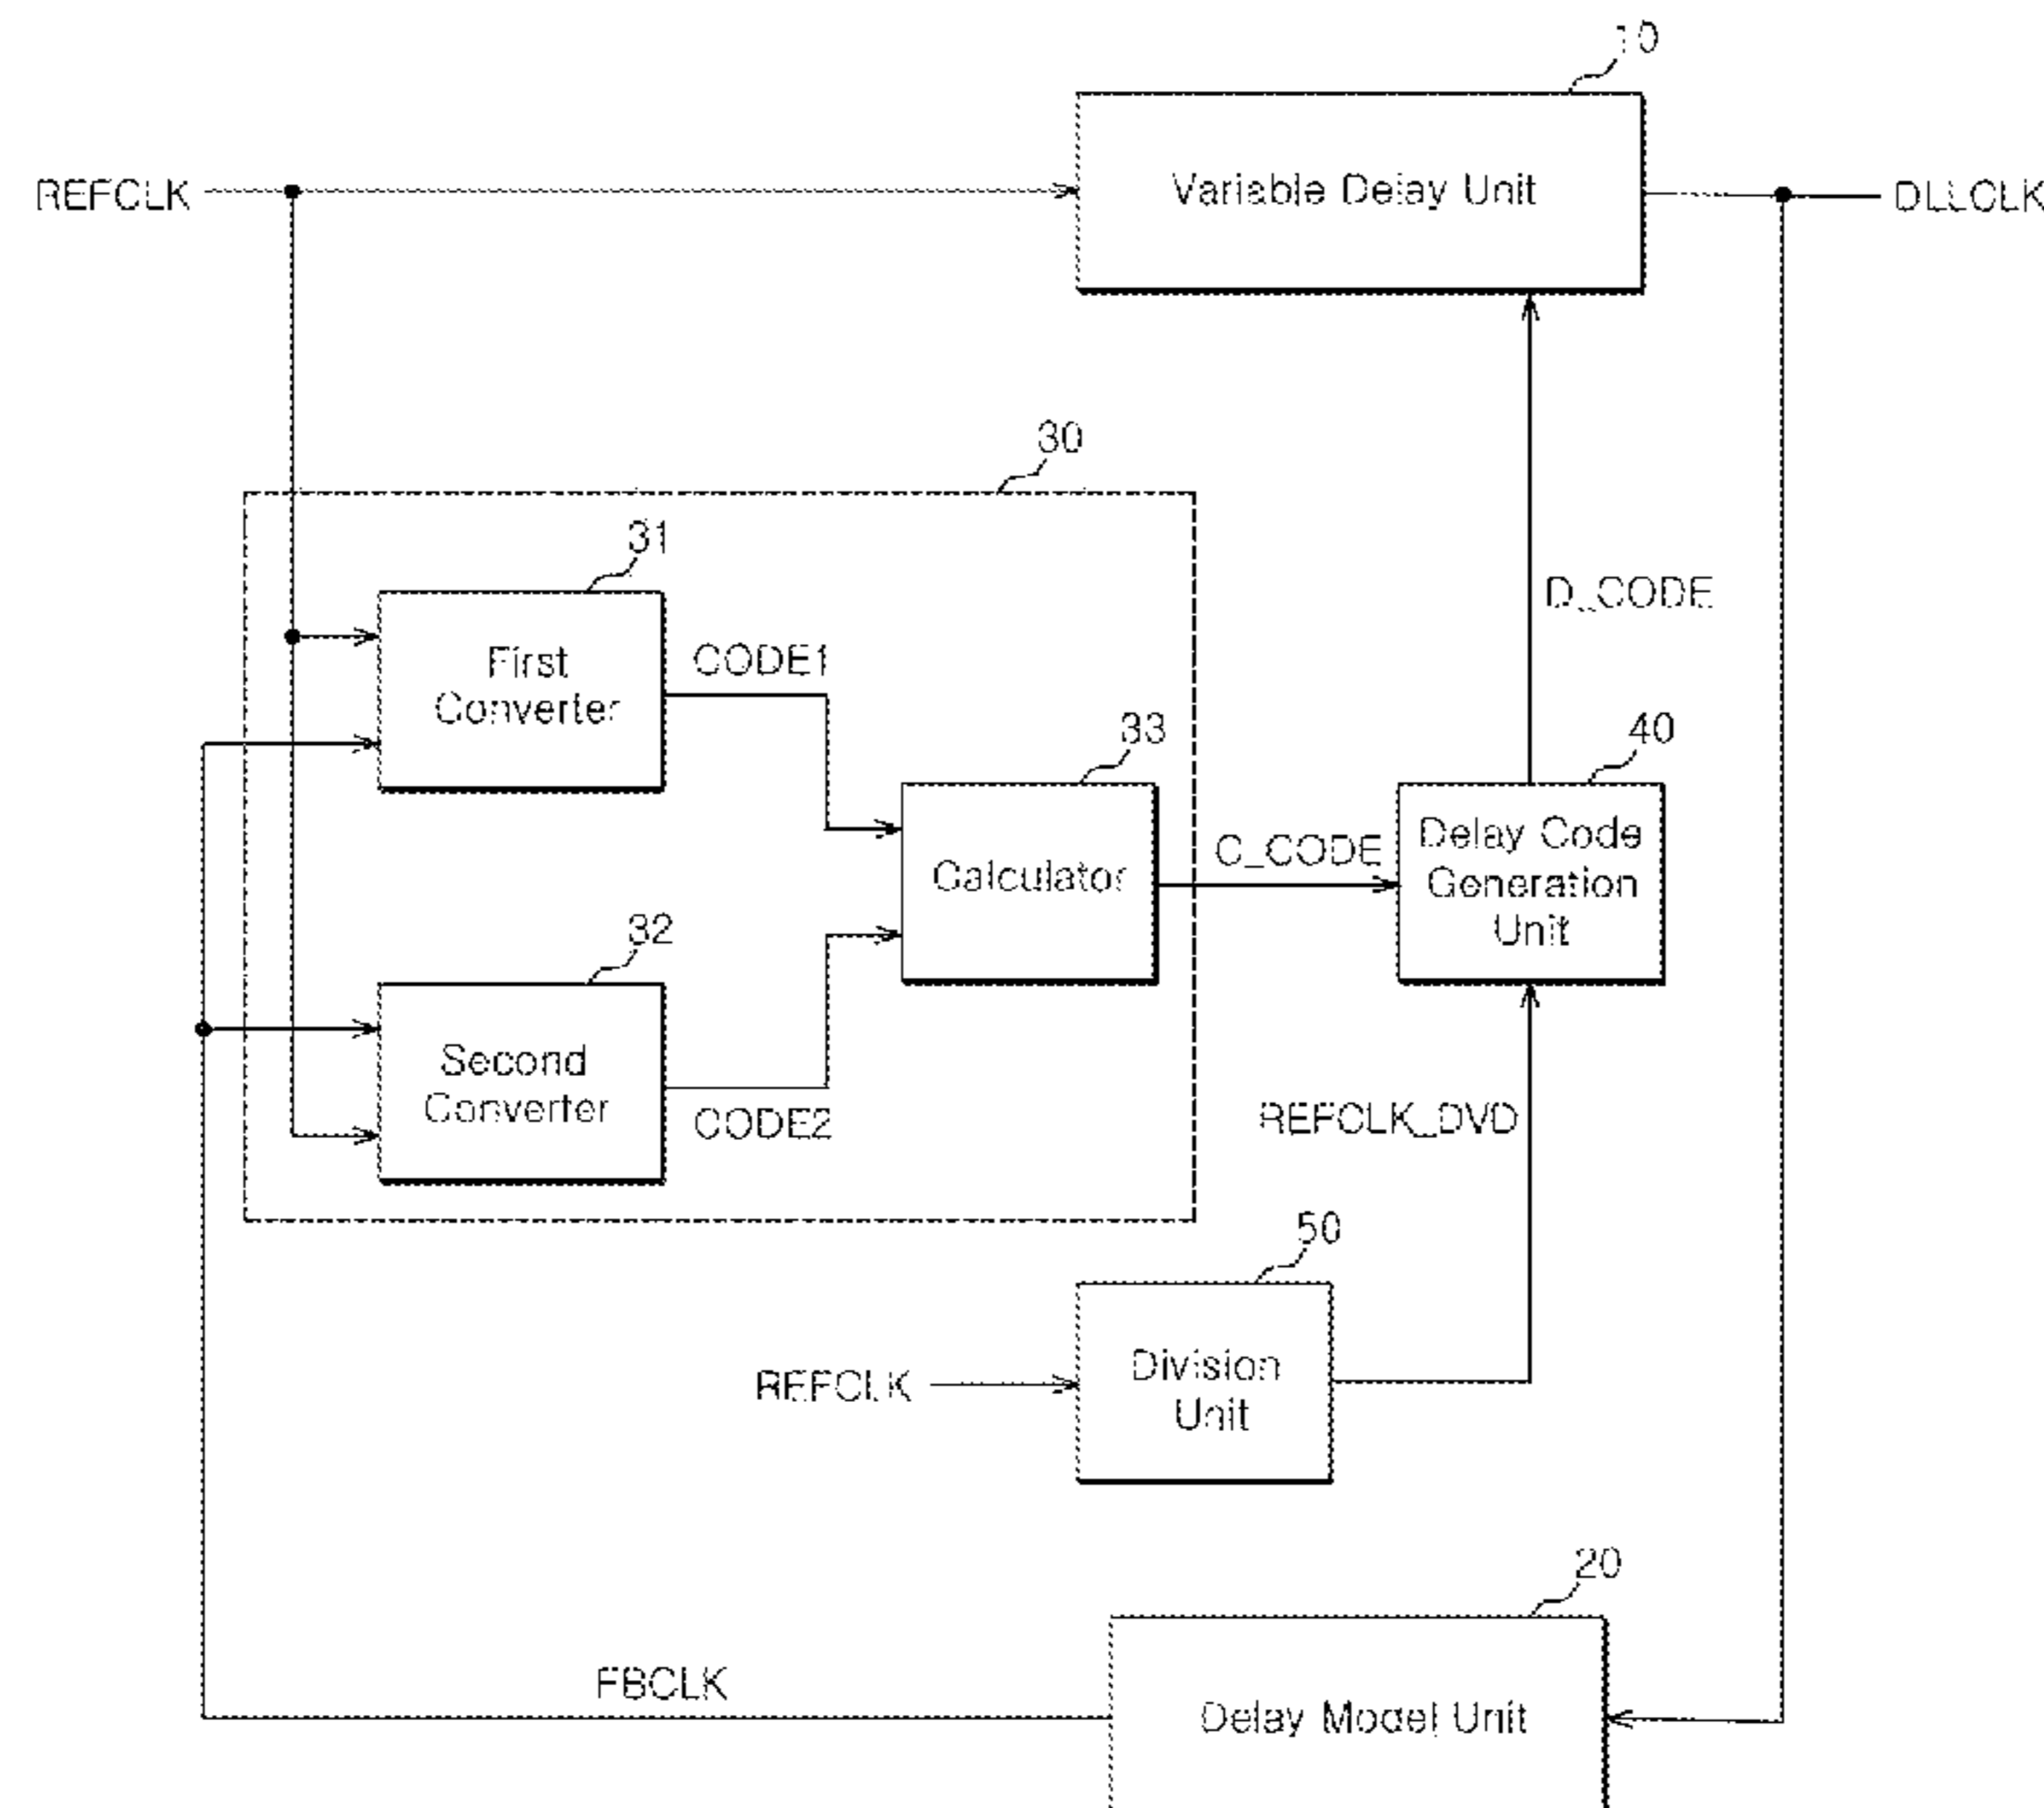 10
REFCLK
Variable Delay Unit
DLLCLK
30
31
First
Converter
CODE1
D_CODE
33
40
Calculator
C_CODE
Delay Code
Generation
Unit
32
Second
Converter
CODE2
REFCLK_DVD
50
REFCLK
Division
Unit
20
FBCLK
Delay Model Unit